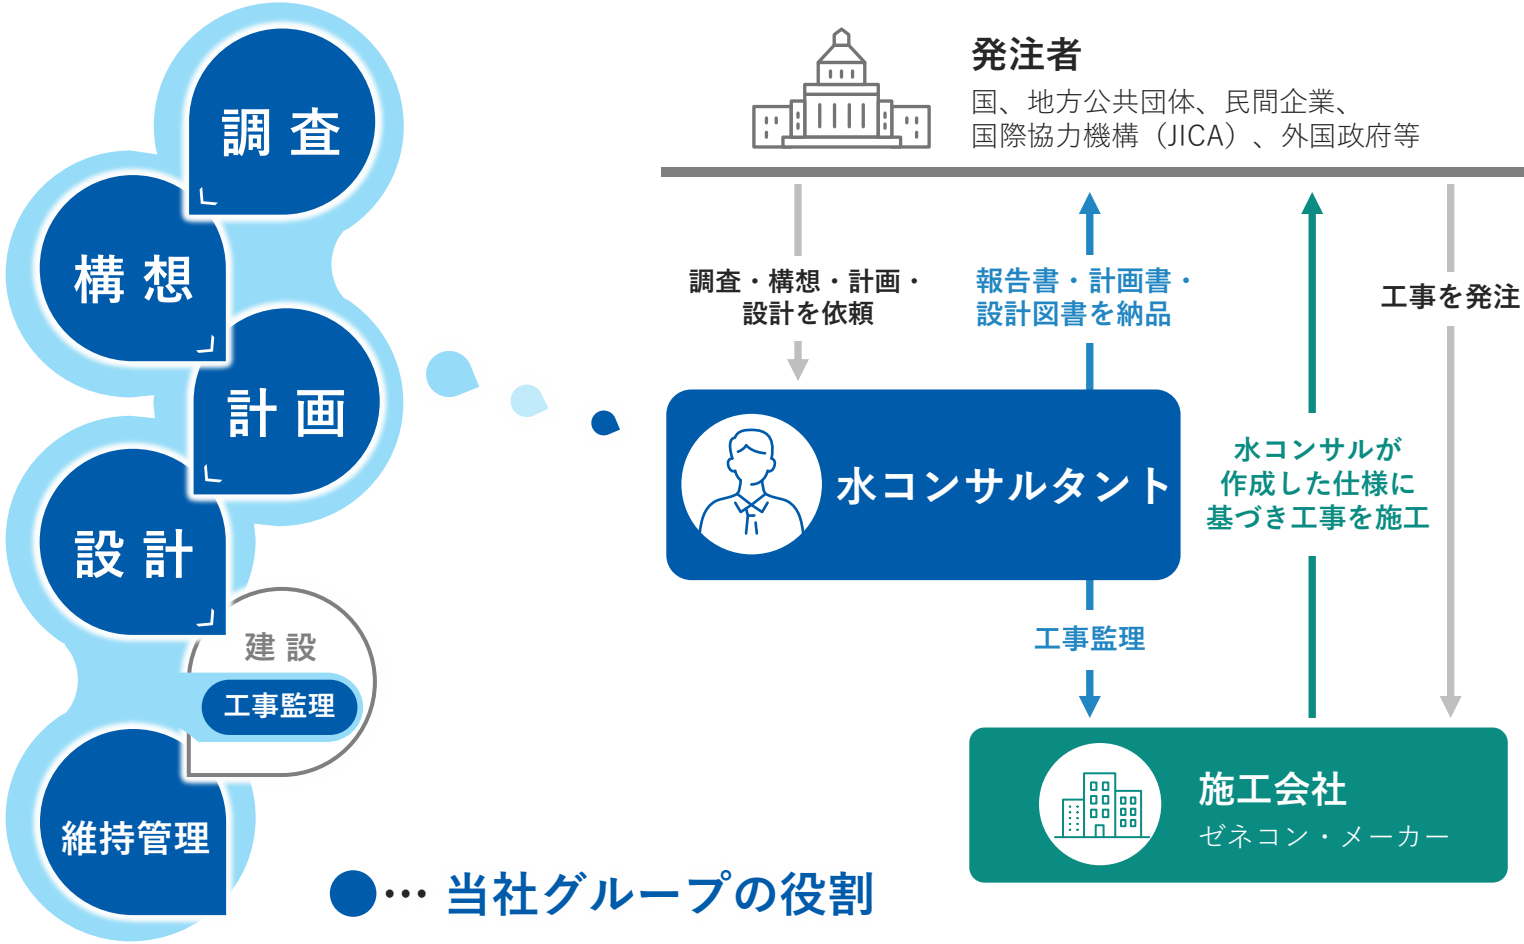 調査
構想
計画
設計
建設
工事監理
維持管理
●… 当社グループの役割
発注者
国、地方公共団体、民間企業、
国際協力機構（JICA）、外国政府等
調査・構想・計画・
設計を依頼
報告書・計画書・
設計図書を納品
工事を発注
水コンサルタント
水コンサルが
作成した仕様に
基づき工事を施工
工事監理
施工会社
ゼネコン・メーカー